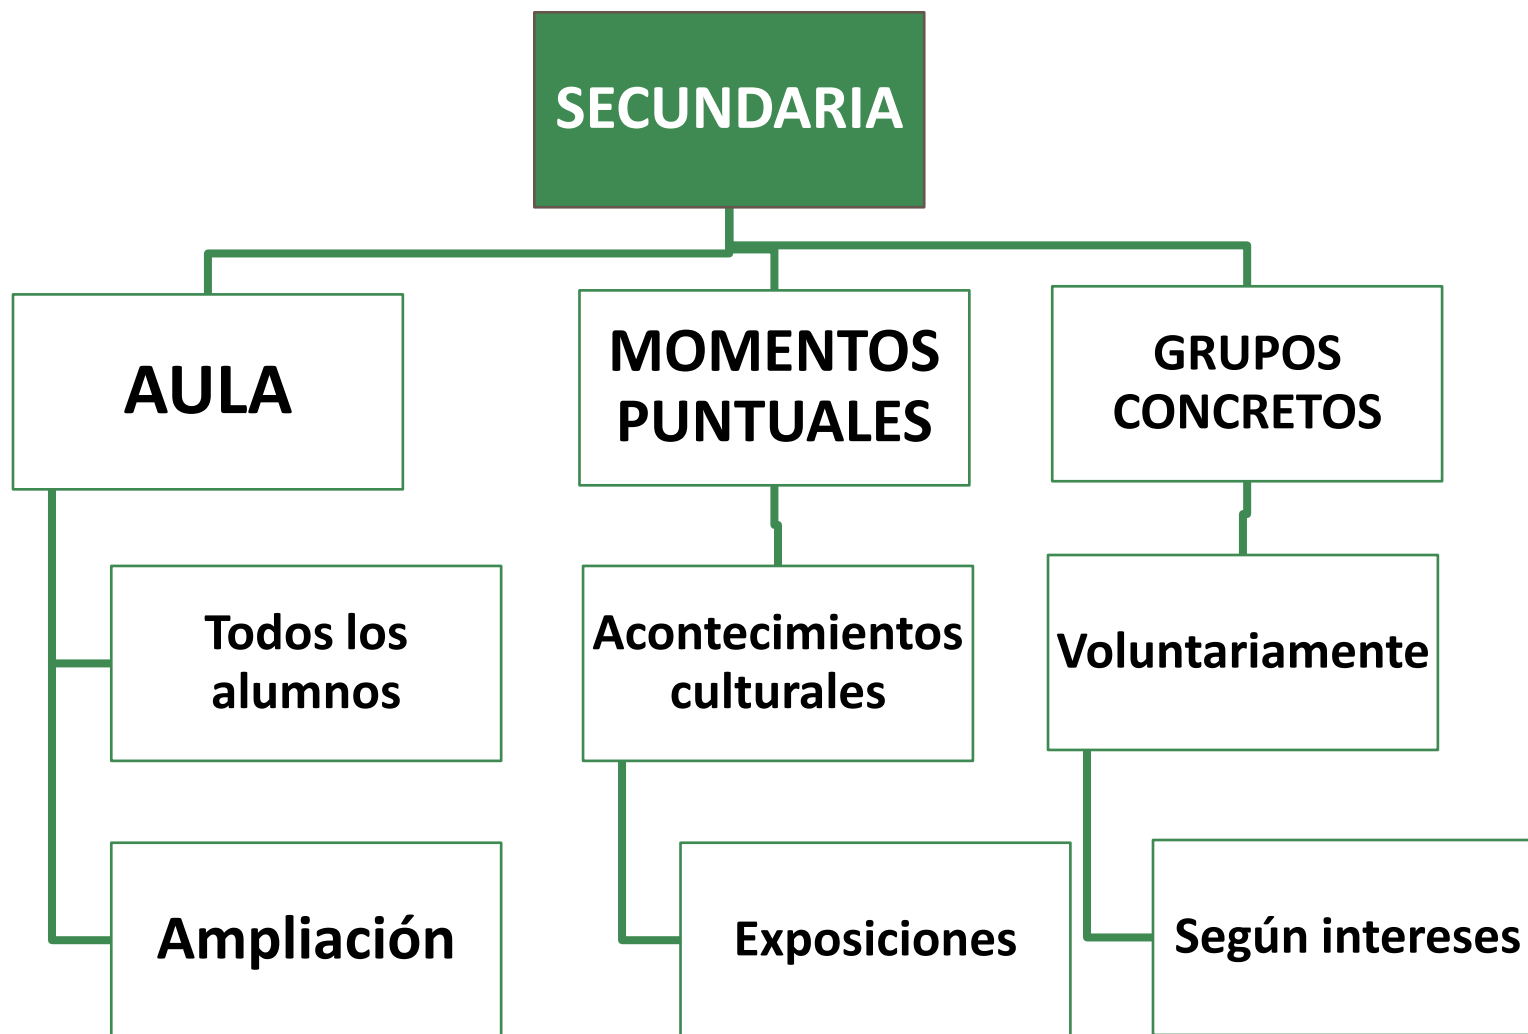 SECUNDARIA
AULA
MOMENTOS
PUNTUALES
GRUPOS
CONCRETOS
Todos los
alumnos
Acontecimientos
culturales
Voluntariamente
Ampliación
Exposiciones
Según intereses